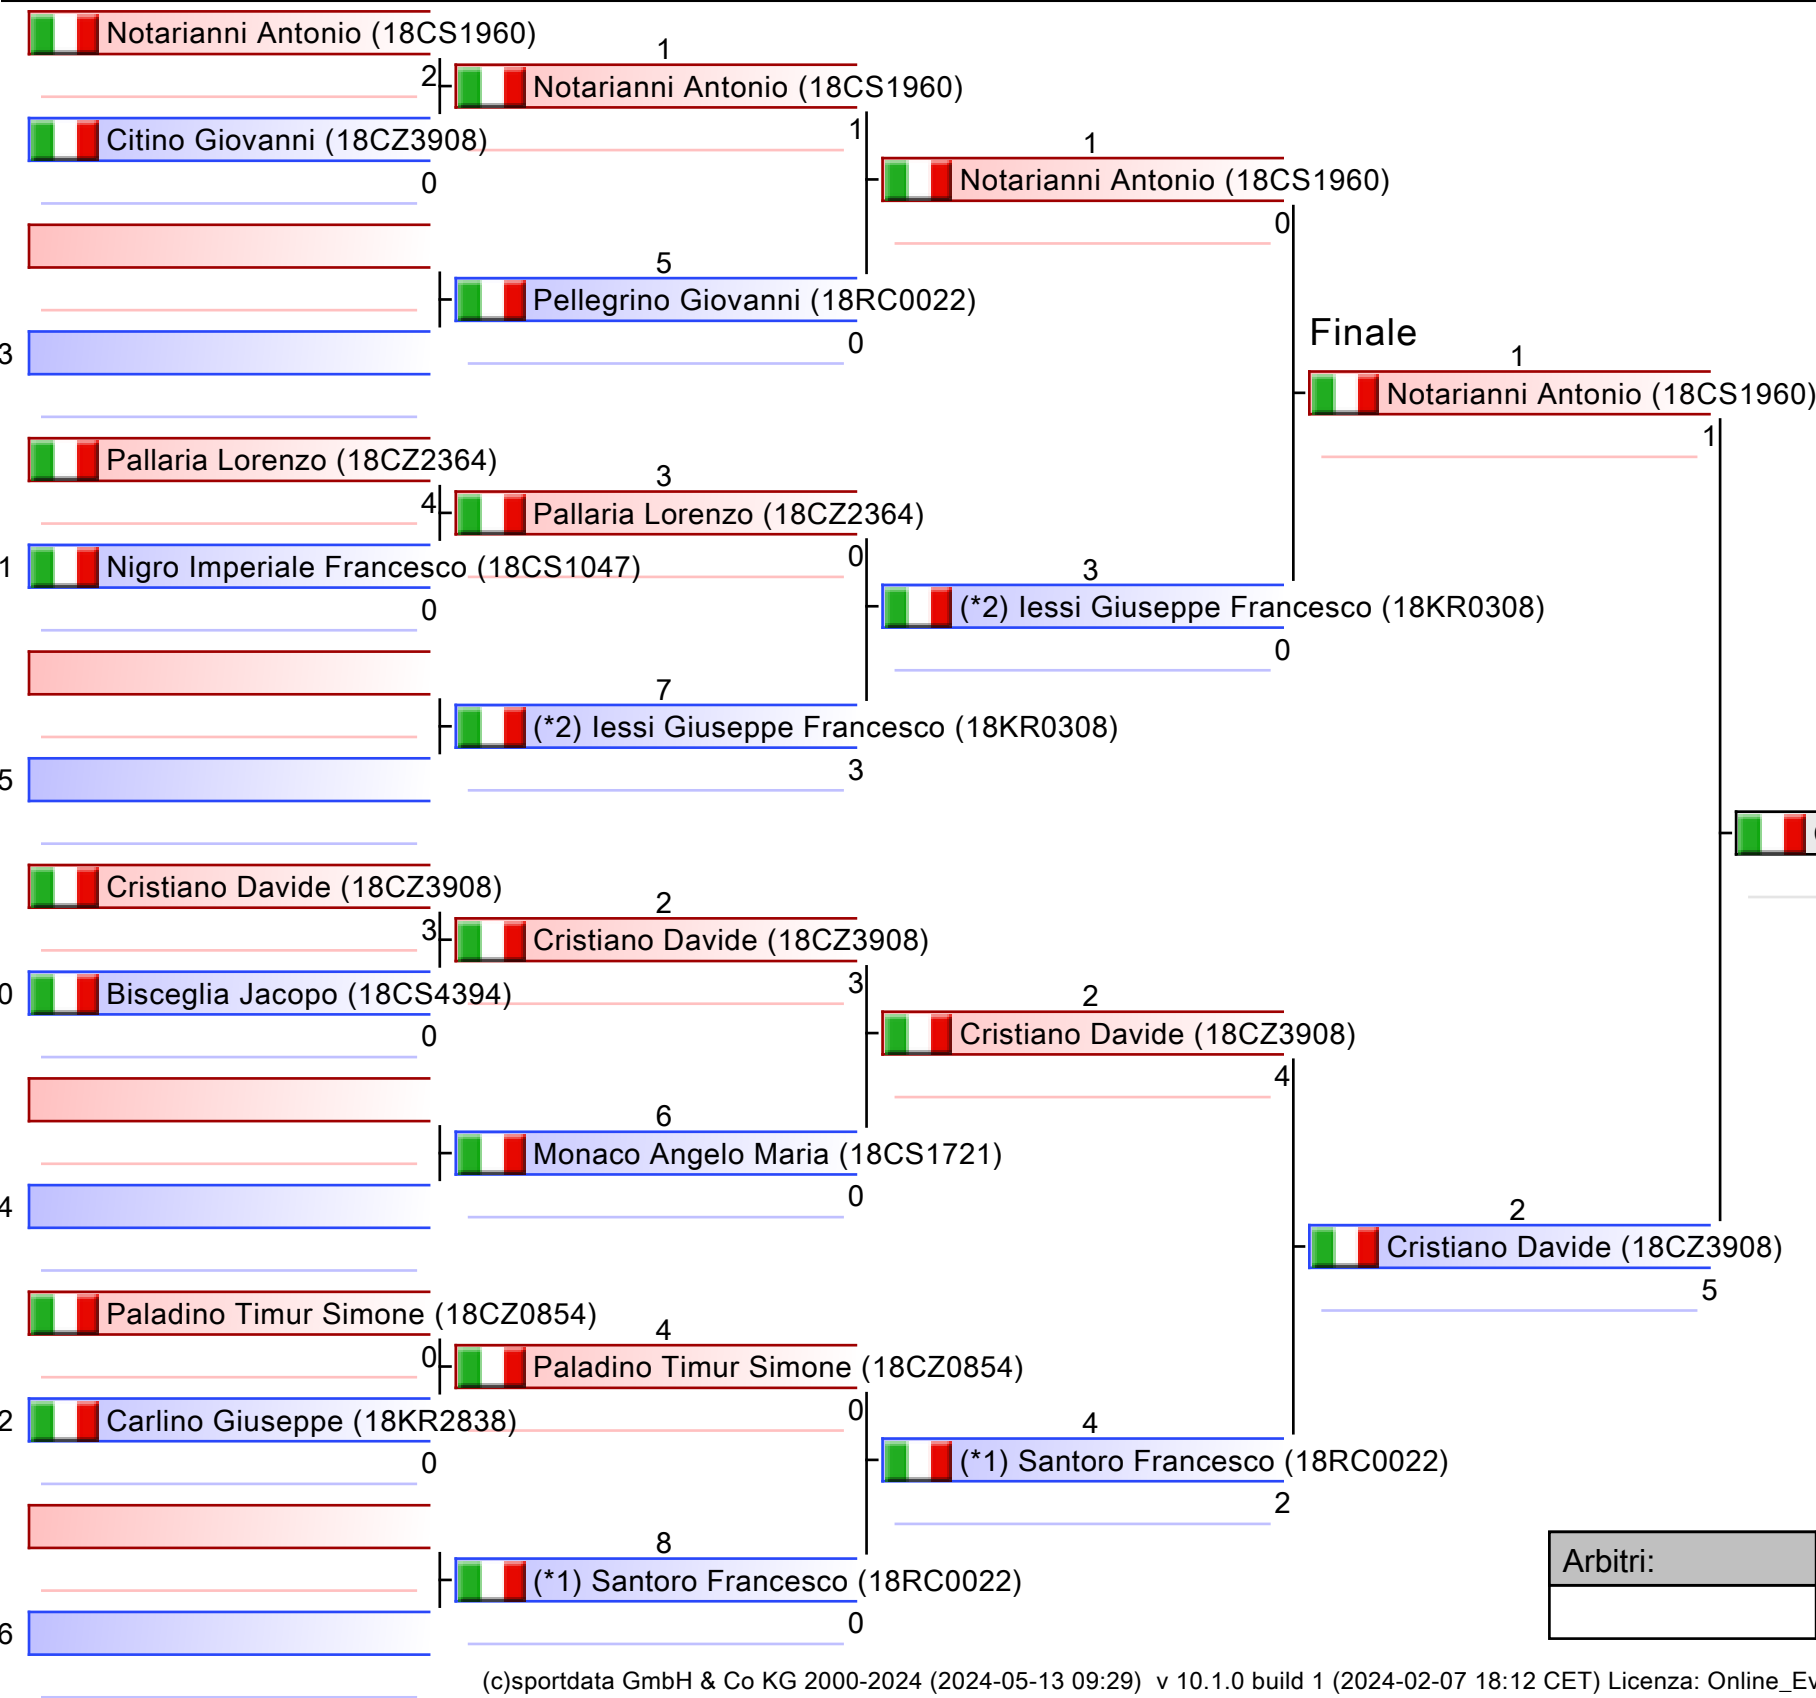 Notarianni Antonio (18CS1960)
2
Citino Giovanni (18CZ3908)
0
3
Pallaria Lorenzo (18CZ2364)
4
1
Nigro Imperiale Francesco (18CS1047)
0
5
Cristiano Davide (18CZ3908)
3
0
Bisceglia Jacopo (18CS4394)
0
4
Paladino Timur Simone (18CZ0854)
0
2
Carlino Giuseppe (18KR2838)
0
6
1
Notarianni Antonio (18CS1960)
1
5
Pellegrino Giovanni (18RC0022)
0
3
Pallaria Lorenzo (18CZ2364)
0
7
(*2) Iessi Giuseppe Francesco (18KR0308)
3
2
Cristiano Davide (18CZ3908)
3
6
Monaco Angelo Maria (18CS1721)
0
4
Paladino Timur Simone (18CZ0854)
0
8
(*1) Santoro Francesco (18RC0022)
0
1
Notarianni Antonio (18CS1960)
0
3
(*2) Iessi Giuseppe Francesco (18KR0308)
0
2
Cristiano Davide (18CZ3908)
4
4
(*1) Santoro Francesco (18RC0022)
2
Finale
1
Notarianni Antonio (18CS1960)
1
2
Cristiano Davide (18CZ3908)
5
Arbitri:
(c)sportdata GmbH & Co KG 2000-2024 (2024-05-13 09:29) v 10.1.0 build 1 (2024-02-07 18:12 CET) Licenza: Online_Ev